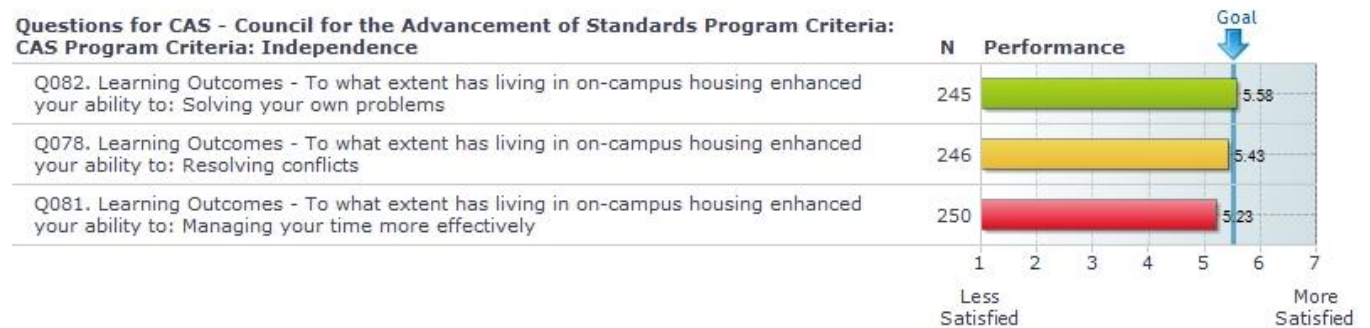 Goal
Questions for CAS - Council for the Advancement of Standards Program Criteria:
CAS Program Criteria: Independence
N Performance
Q082. Learning Outcomes - To what extent has living in on-campus housing enhanced
your ability to: Solving your own problems
245 5.58
Q078. Learning Outcomes - To what extent has living in on-campus housing enhanced
your ability to: Resolving conflicts
246 5.43
Q081. Learning Outcomes - To what extent has living in on-campus housing enhanced
your ability to: Managing your time more effectively
250 5.23
1 2 3 4 5 6 7
Less More
Satisfied Satisfied